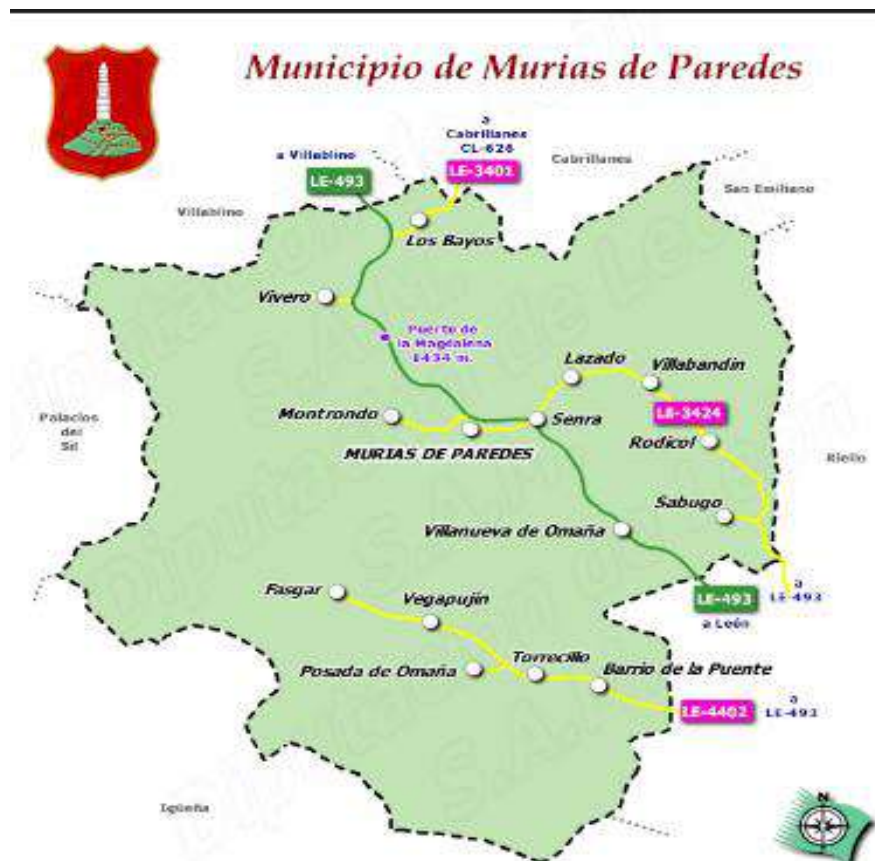 Municipio de Murias de Paredes
a
Cabrillanes
CL-626
a Villablino
LE-493
LE-3401
Cabrillanes
San Emiliano
Villablino
Los Bayos
Vivero
Puerto de
la Magdalena
1434 m.
Lazado
Villabandín
Palacios
del
Sil
Montrondo
LE-3424
Senra
MURIAS DE PAREDES
Rodicol
Riello
Sabugo
Villanueva de Omaña
Fasgar
Vegapujín
LE-493
a León
a
LE-493
Posada de Omaña
Torrecillo
Barrio de la Puente
LE-4402
a
LE-493
Igüeña
N